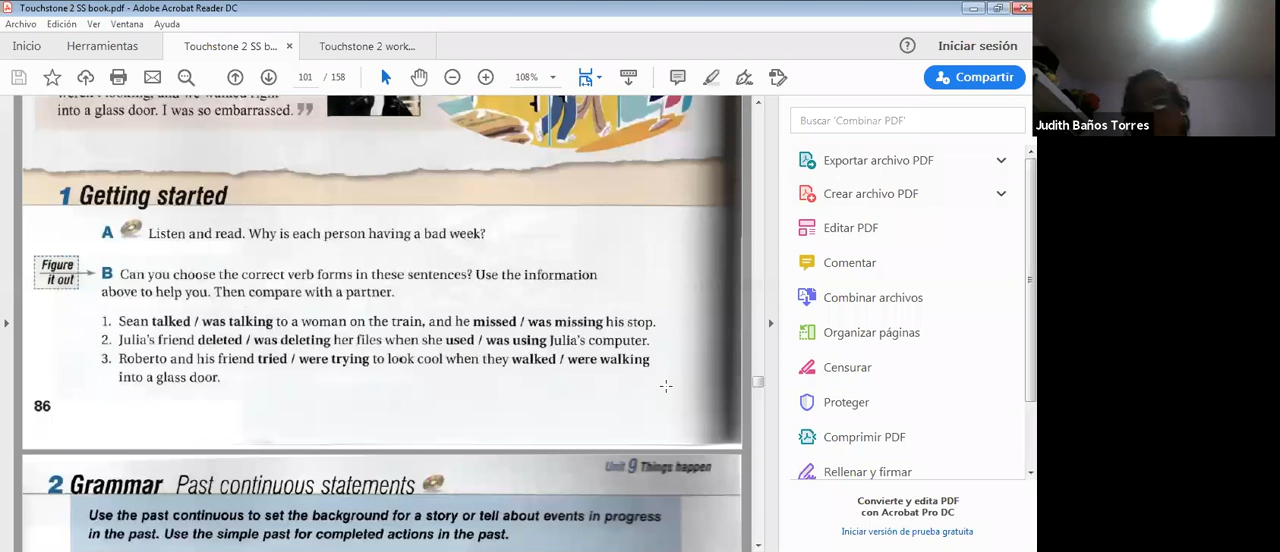 Touchstone 2 SS book.pdf - Adobe Acrobat Reader DC
Archivo Edición Ver Ventana Ayuda
Inicio Herramientas Touchstone 2 SS b... × Touchstone 2 work... Iniciar sesión
101 / 158 108% Compartir
into a glass door. I was so embarrassed.
1 Getting started
A Listen and read. Why is each person having a bad week?
Figure it out
B Can you choose the correct verb forms in these sentences? Use the information
above to help you. Then compare with a partner.
1. Sean talked / was talking to a woman on the train, and he missed / was missing his stop.
2. Julia's friend deleted / was deleting her files when she used / was using Julia's computer.
3. Roberto and his friend tried / were trying to look cool when they walked / were walking
into a glass door.
86
Unit 9 Things happen
2 Grammar Past continuous statements
Use the past continuous to set the background for a story or tell about events in progress
in the past. Use the simple past for completed actions in the past.
Buscar 'Combinar PDF'
Exportar archivo PDF
Crear archivo PDF
Editar PDF
Comentar
Combinar archivos
Organizar páginas
Censurar
Proteger
Comprimir PDF
Rellenar y firmar
Convierte y edita PDF
con Acrobat Pro DC
Iniciar versión de prueba gratuita
Judith Baños Torres